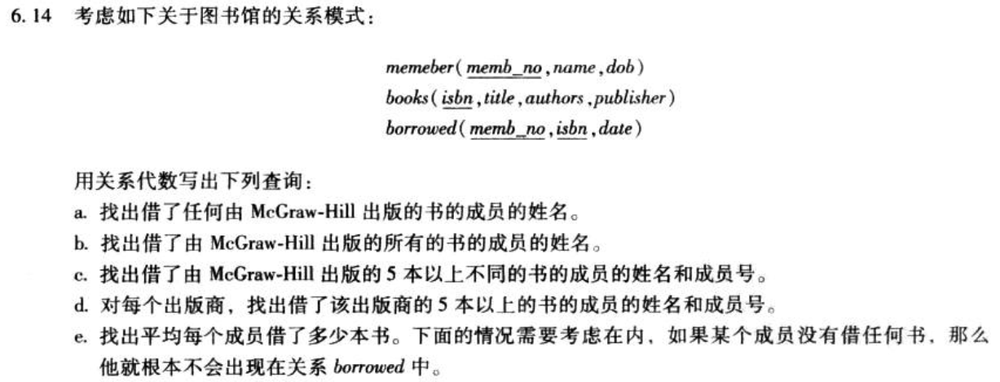 6.14 考虑如下关于图书馆的关系模式：
memeber( memb_no ,name ,dob )
books( isbn ,title ,authors ,publisher )
borrowed( memb_no ,isbn ,date )
用关系代数写出下列查询：
a. 找出借了任何由 McGraw-Hill 出版的书的成员的姓名。
b. 找出借了由 McGraw-Hill 出版的所有的书的成员的姓名。
c. 找出借了由 McGraw-Hill 出版的 5 本以上不同的书的成员的姓名和成员号。
d. 对每个出版商，找出借了该出版商的 5 本以上的书的成员的姓名和成员号。
e. 找出平均每个成员借了多少本书。下面的情况需要考虑在内，如果某个成员没有借任何书，那么
他就根本不会出现在关系 borrowed 中。